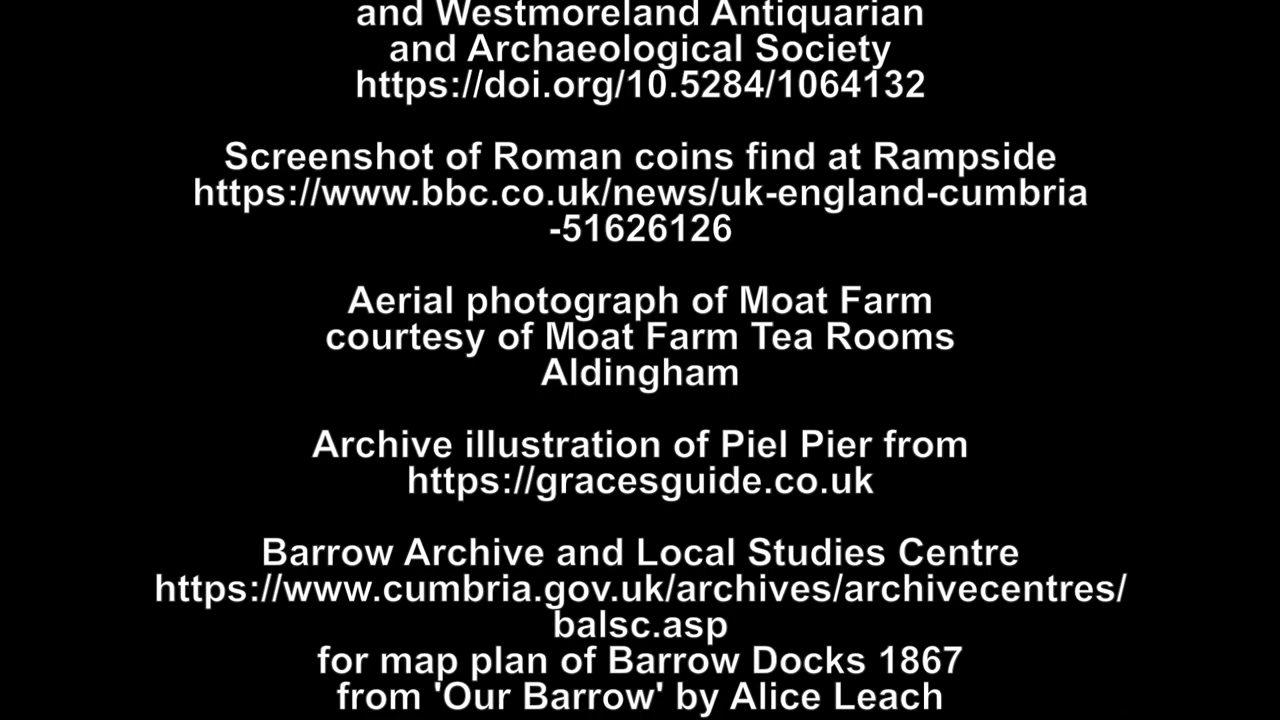 and Westmoreland Antiquarian
and Archaeological Society
https://doi.org/10.5284/1064132
Screenshot of Roman coins find at Rampside
https://www.bbc.co.uk/news/uk-england-cumbria
-51626126
Aerial photograph of Moat Farm
courtesy of Moat Farm Tea Rooms
Aldingham
Archive illustration of Piel Pier from
https://gracesguide.co.uk
Barrow Archive and Local Studies Centre
https://www.cumbria.gov.uk/archives/archivecentres/
balsc.asp
for map plan of Barrow Docks 1867
from 'Our Barrow' by Alice Leach